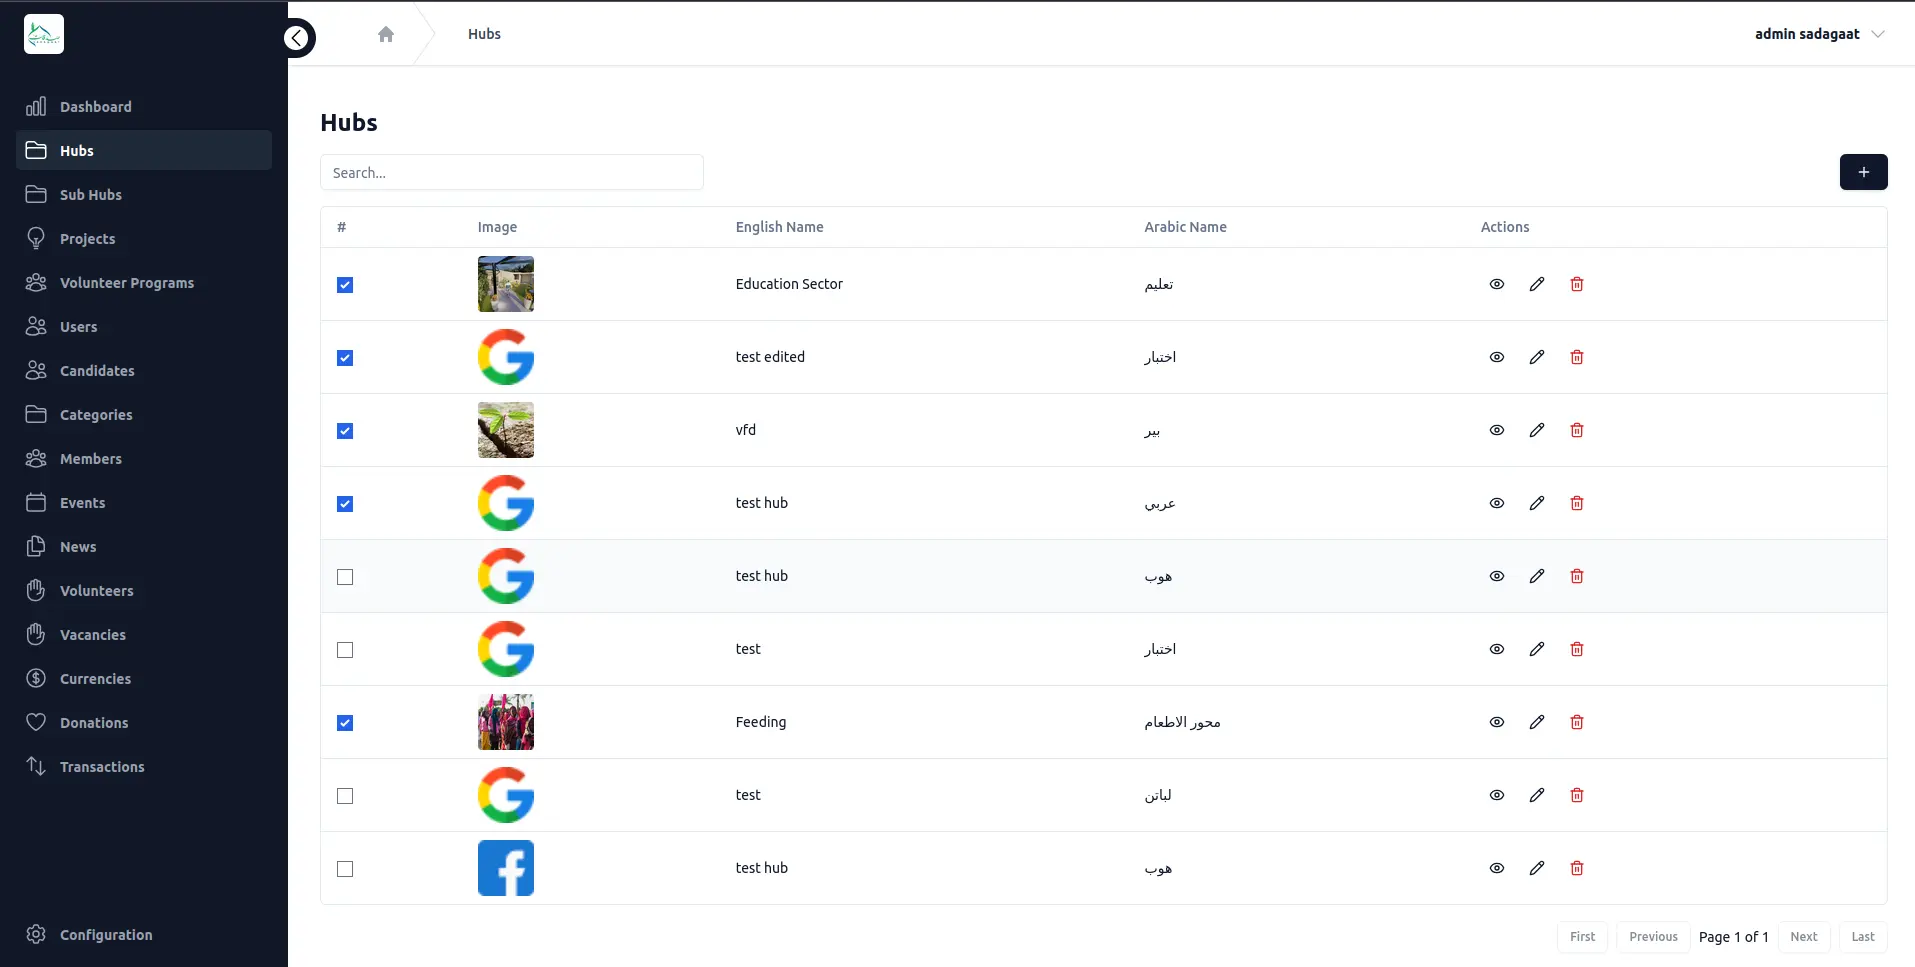 Hubs
admin sadagaat
Dashboard
Hubs
Sub Hubs
Projects
Volunteer Programs
Users
Candidates
Categories
Members
Events
News
Volunteers
Vacancies
Currencies
Donations
Transactions
Configuration
Hubs
Search...
+
# Image English Name Arabic Name Actions
Education Sector تعليم
test edited اختبار
vfd بير
test hub عربي
test hub هوب
test اختبار
Feeding محور الاطعام
test لباتن
test hub هوب
First Previous Page 1 of 1 Next Last